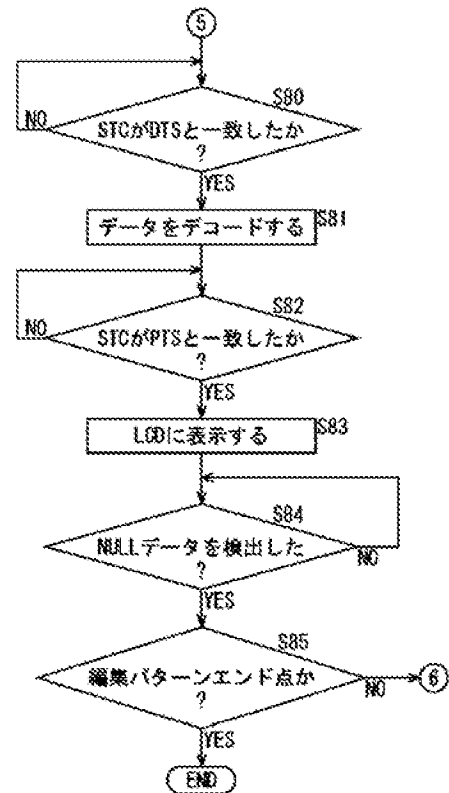 5
S80
NO
STCがDTSと一致したか
?
YES
データをデコードする
S81
S82
NO
STCがPTSと一致したか
?
YES
LCDに表示する
S83
S84
NULLデータを検出した
?
NO
YES
S85
編集パターンエンド点か
?
NO
6
YES
END